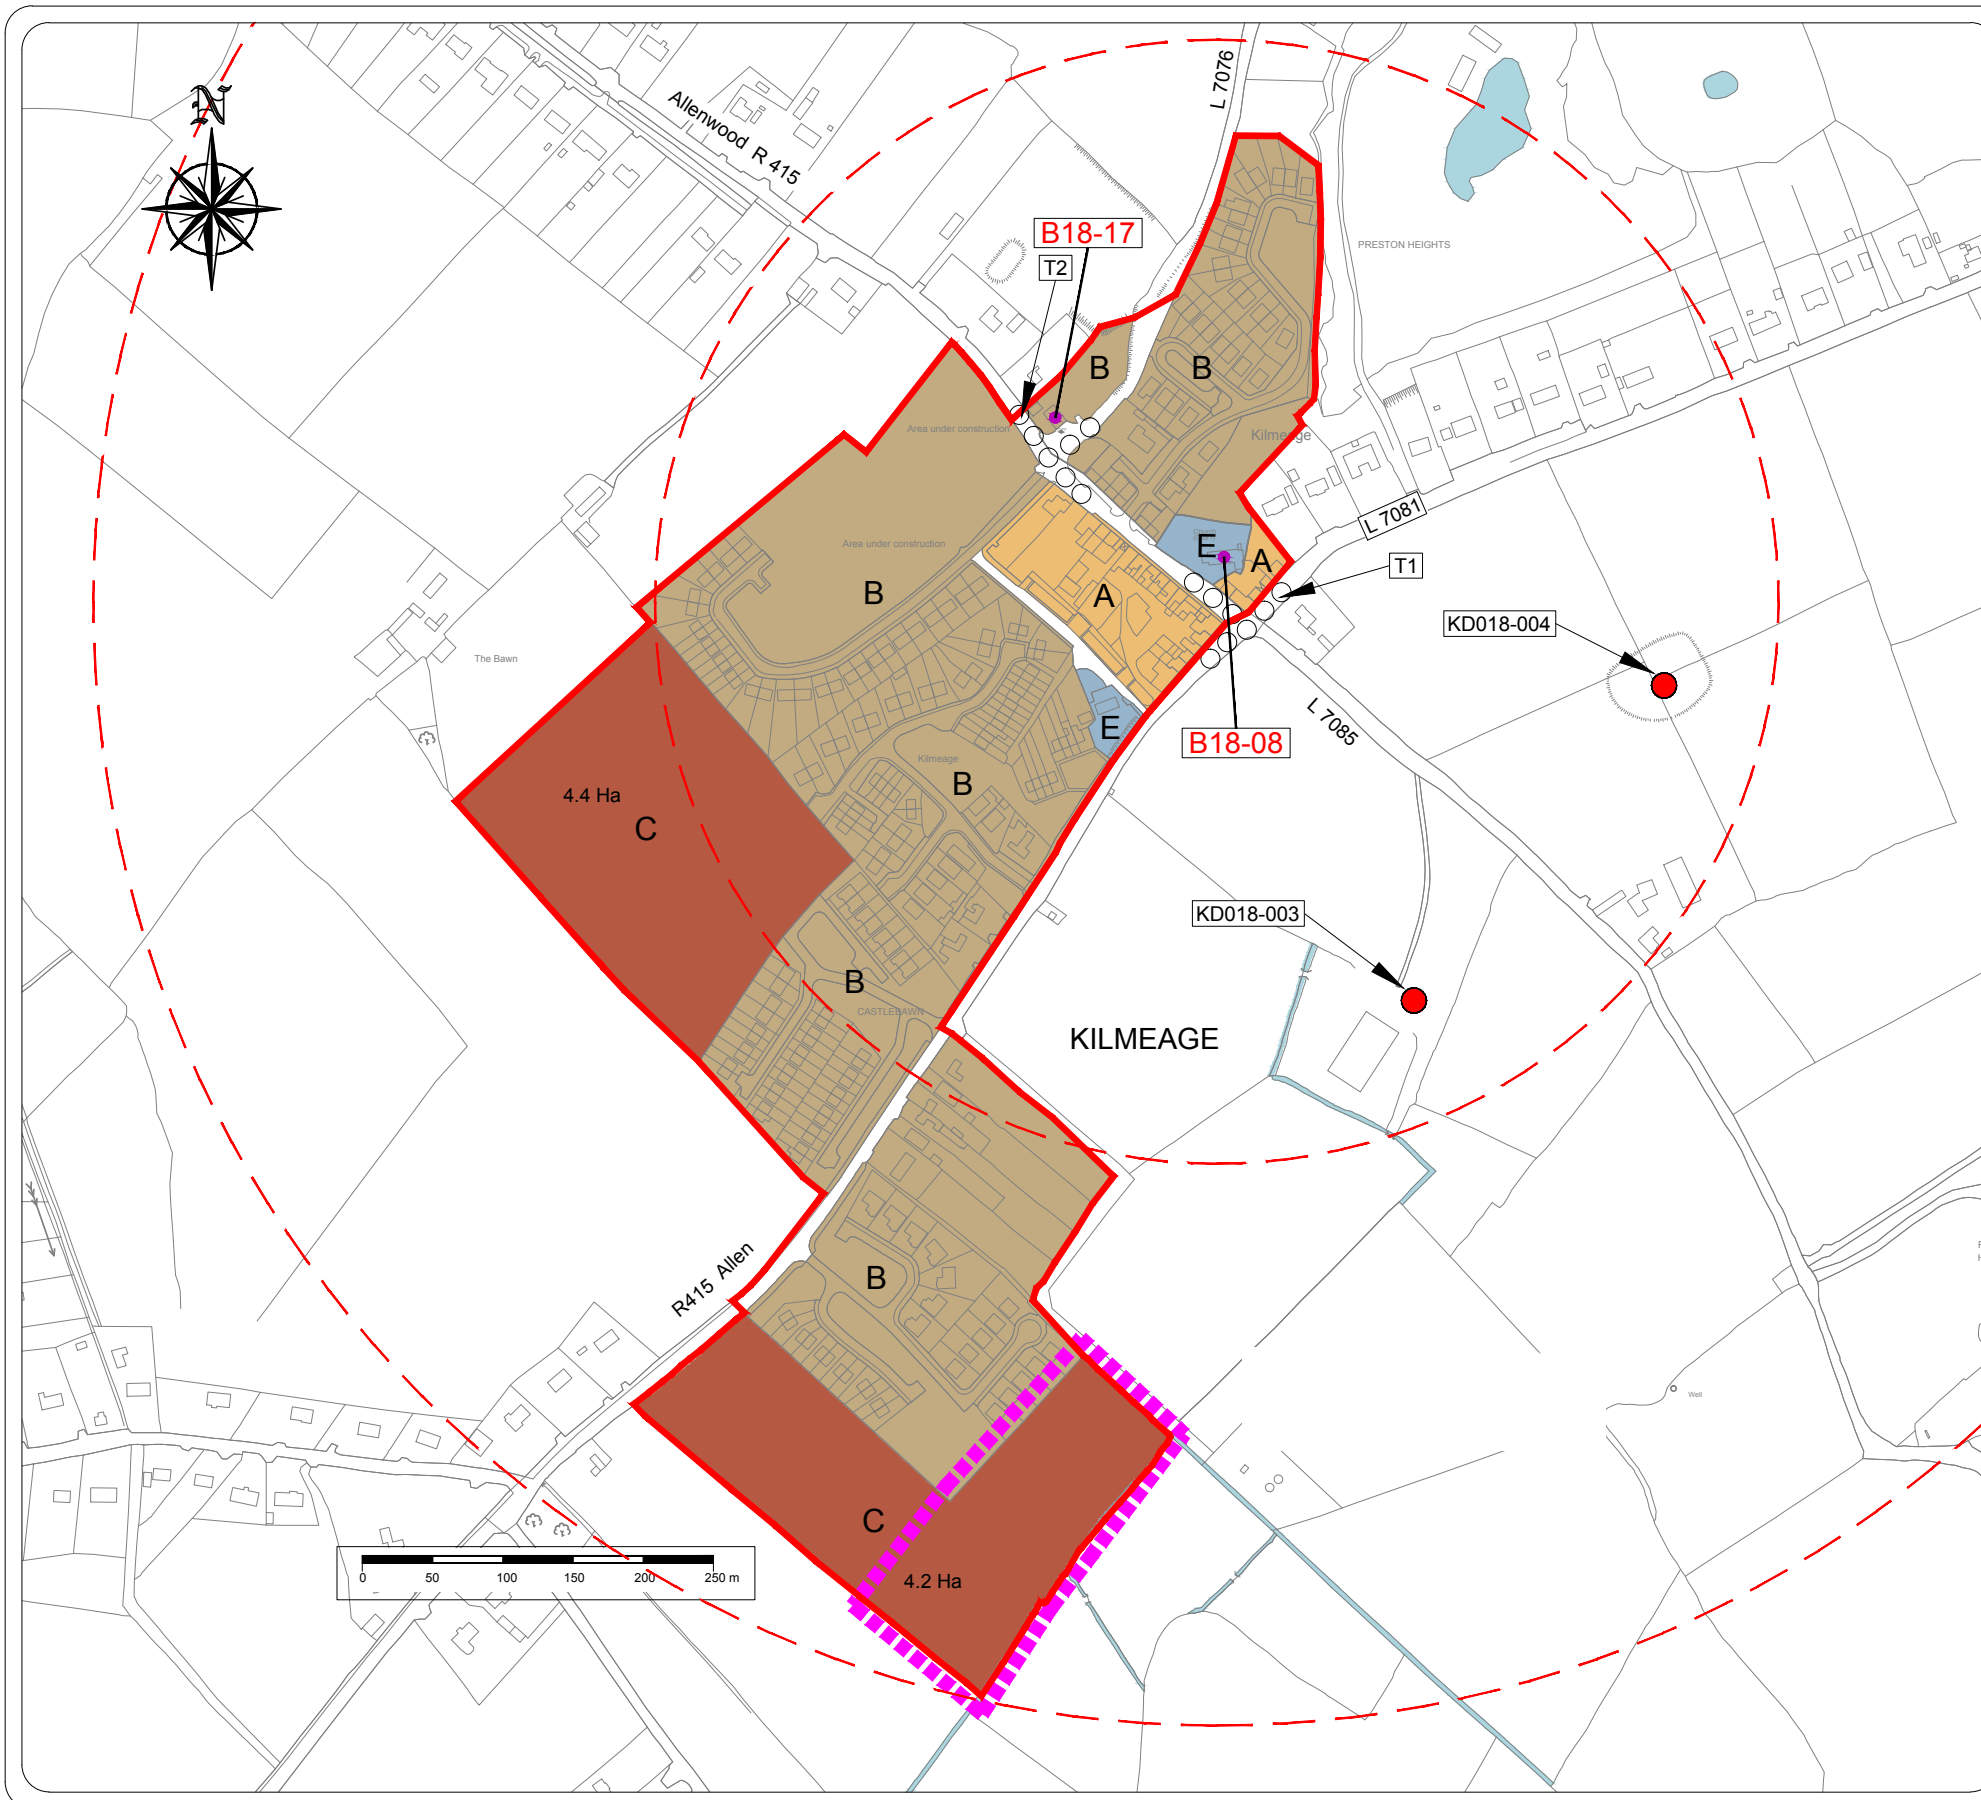 N
Allenwood R 415
L 7076
B18-17
T2
PRESTON HEIGHTS
B
B
Area under construction
Kilmeage
L 7081
Area under construction
Church
E
A
T1
B
A
KD018-004
The Bawn
L 7085
E
B18-08
Kilmeage
B
4.4 Ha
C
KD018-003
B
CASTLEBAWN
KILMEAGE
R415 Allen
B
Well
C
4.2 Ha
0 50 100 150 200 250 m